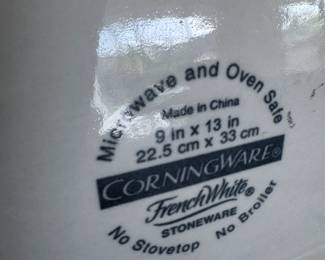 Microwave and Oven Safe
Made in China
9 in x 13 in
22.5 cm x 33 cm
CORNINGWARE®
French White®
STONEWARE
No Stovetop No Broiler